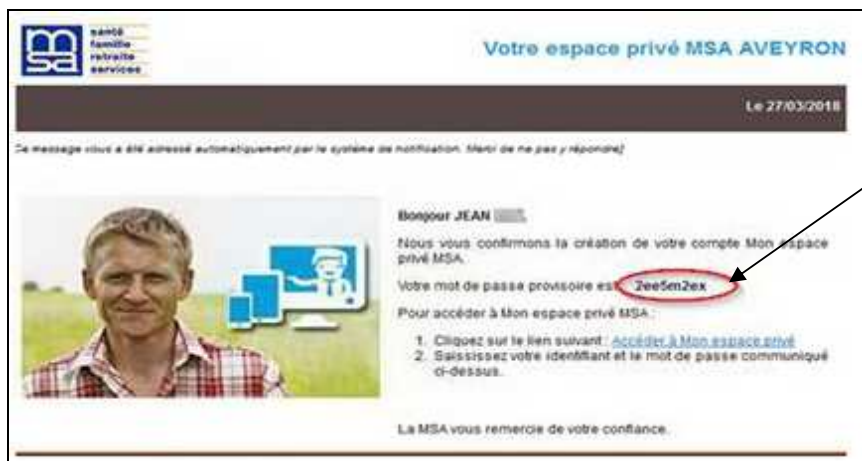 msa
santé
famille
retraite
services
Votre espace privé MSA AVEYRON
Le 27/03/2018
Ce message vous a été adressé automatiquement par le système de notification. Merci de ne pas y répondre]
Bonjour JEAN
Nous vous confirmons la création de votre compte Mon espace
privé MSA.
Votre mot de passe provisoire est 2ee5m2ex
Pour accéder à Mon espace privé MSA :
1. Cliquez sur le lien suivant : Accéder à Mon espace privé
2. Saississez votre identifiant et le mot de passe communiqué
ci-dessus.
La MSA vous remercie de votre confiance.